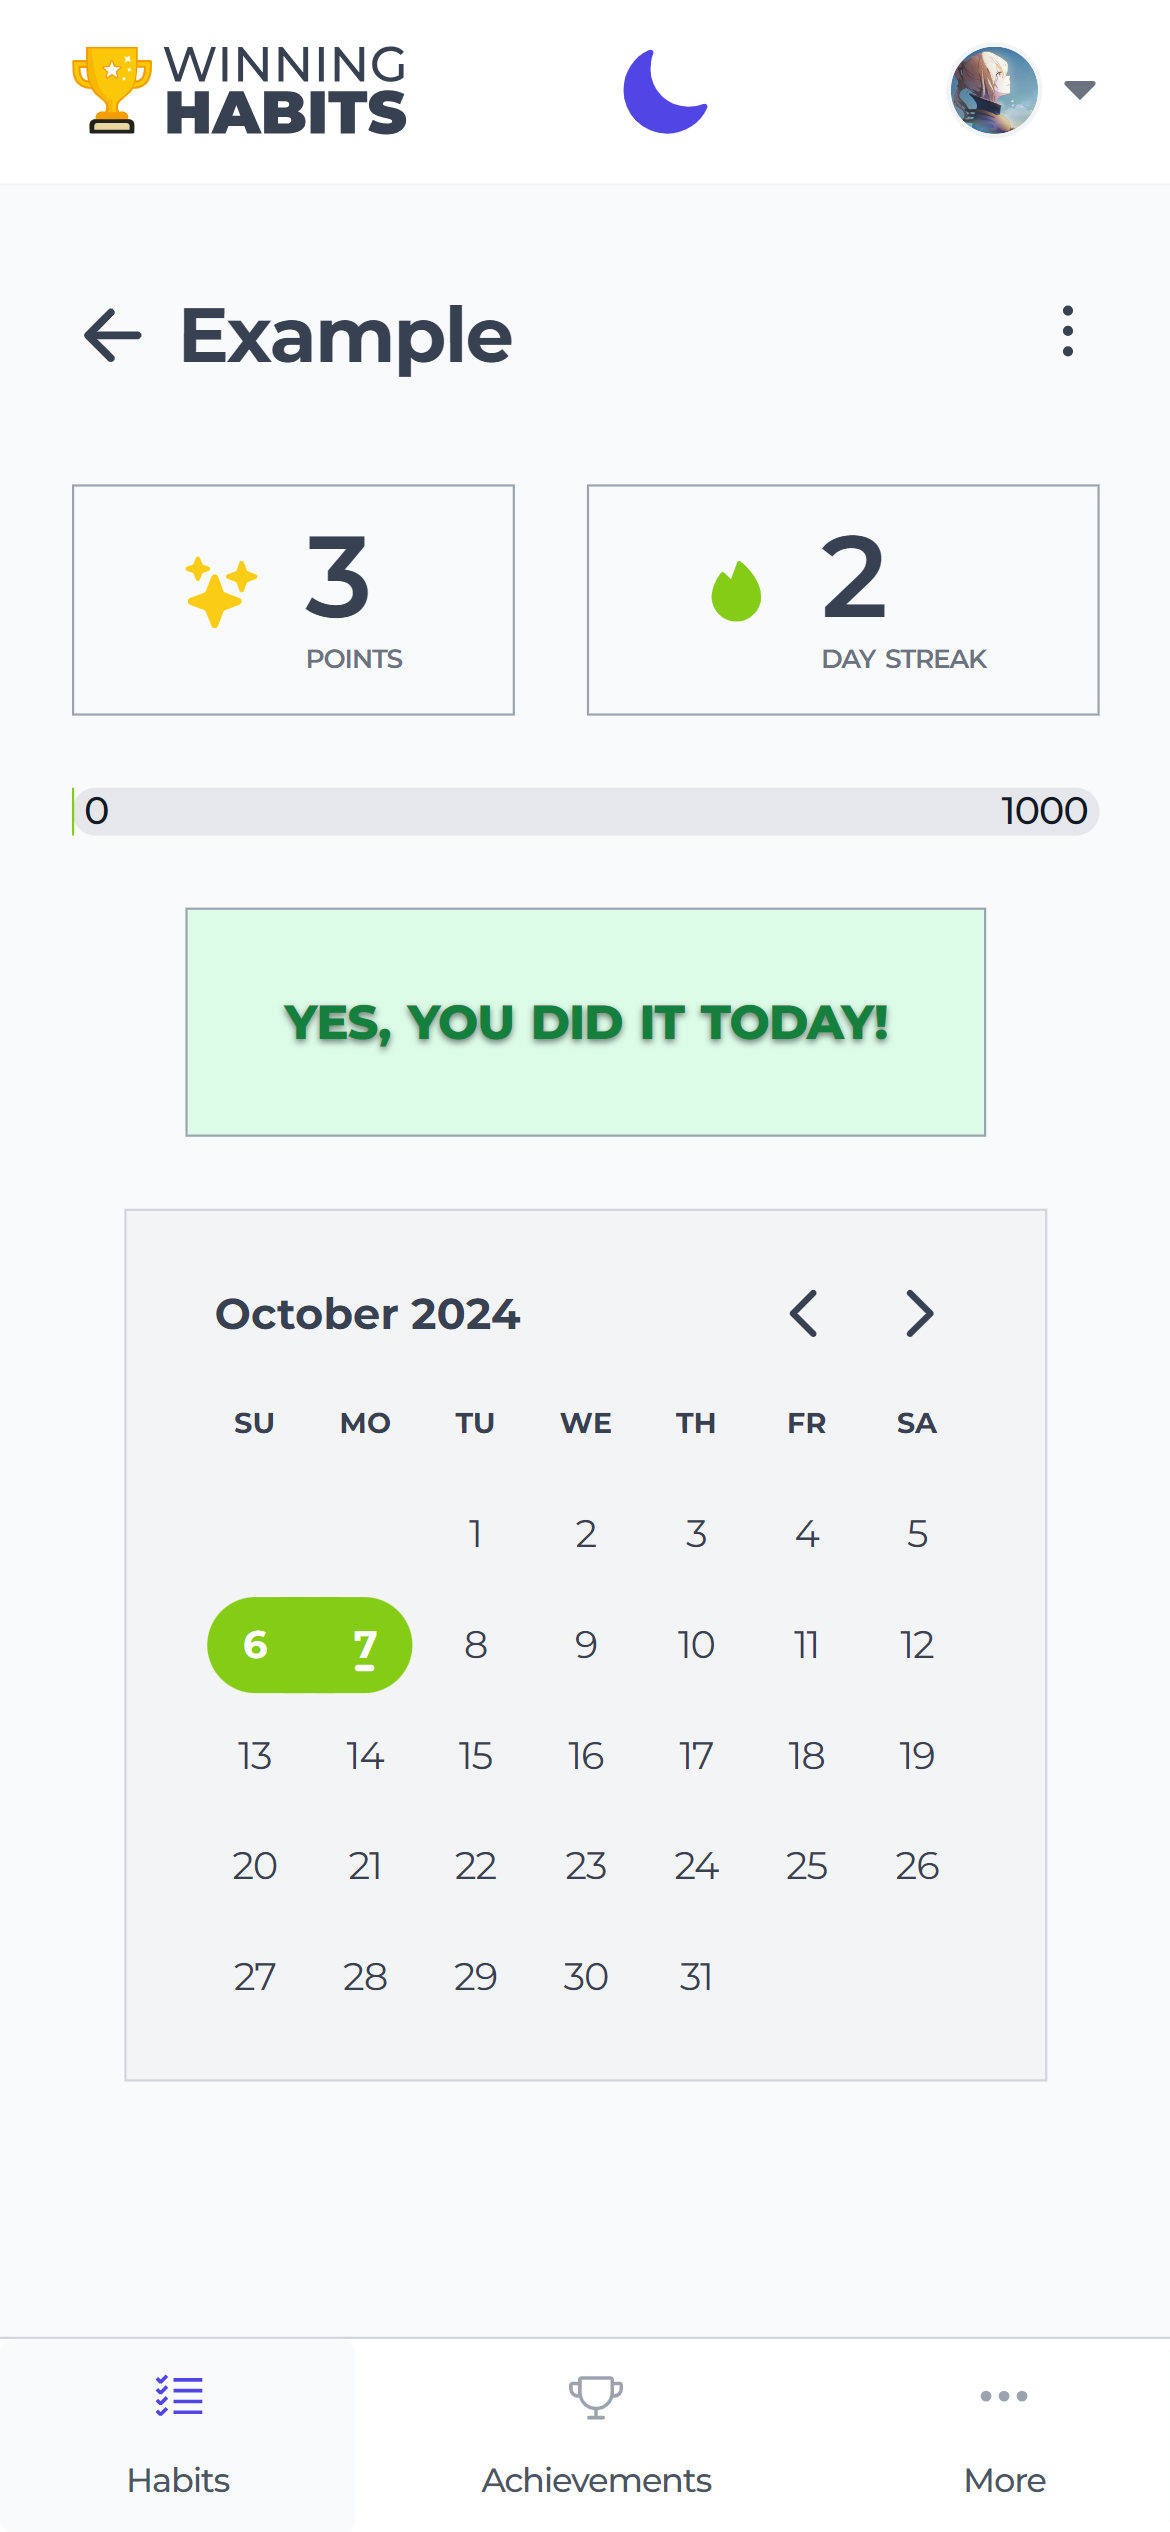 WINNING
HABITS
Example
3
POINTS
2
DAY STREAK
0 1000
YES, YOU DID IT TODAY!
October 2024
SU MO TU WE TH FR SA
1 2 3 4 5
6 7 8 9 10 11 12
13 14 15 16 17 18 19
20 21 22 23 24 25 26
27 28 29 30 31
Habits Achievements More